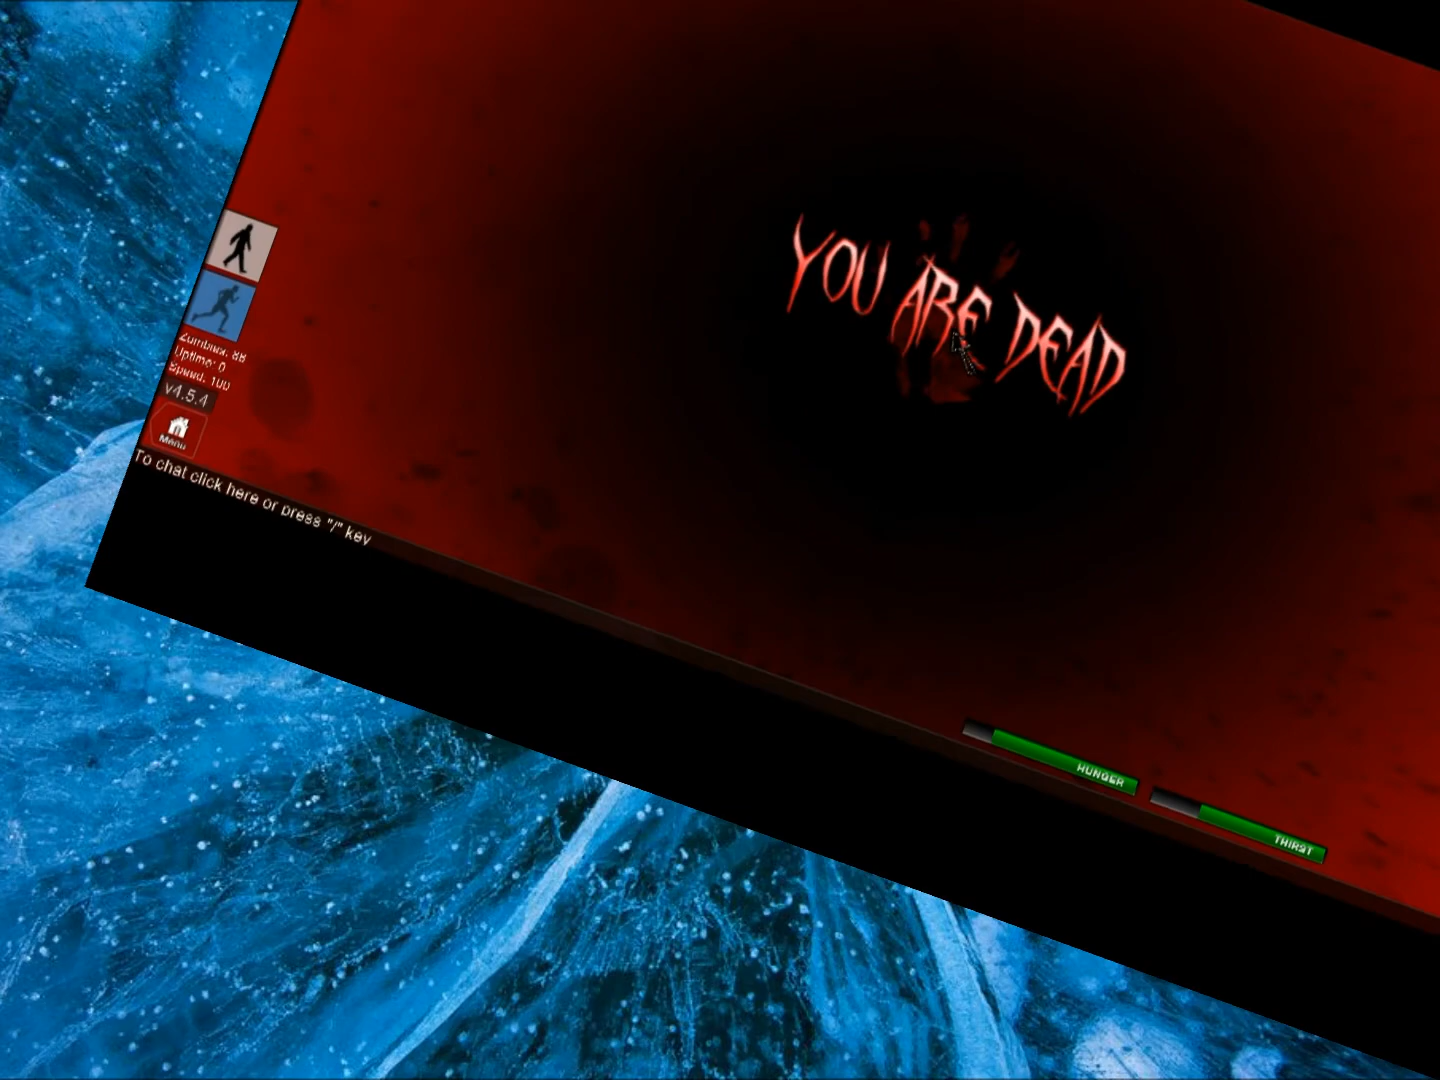 YOU ARE DEAD
Zombies: 88
Uptime: 0
Speed: 100
v4.5.4
Menu
To chat click here or press "/" key
HUNGER
THIRST